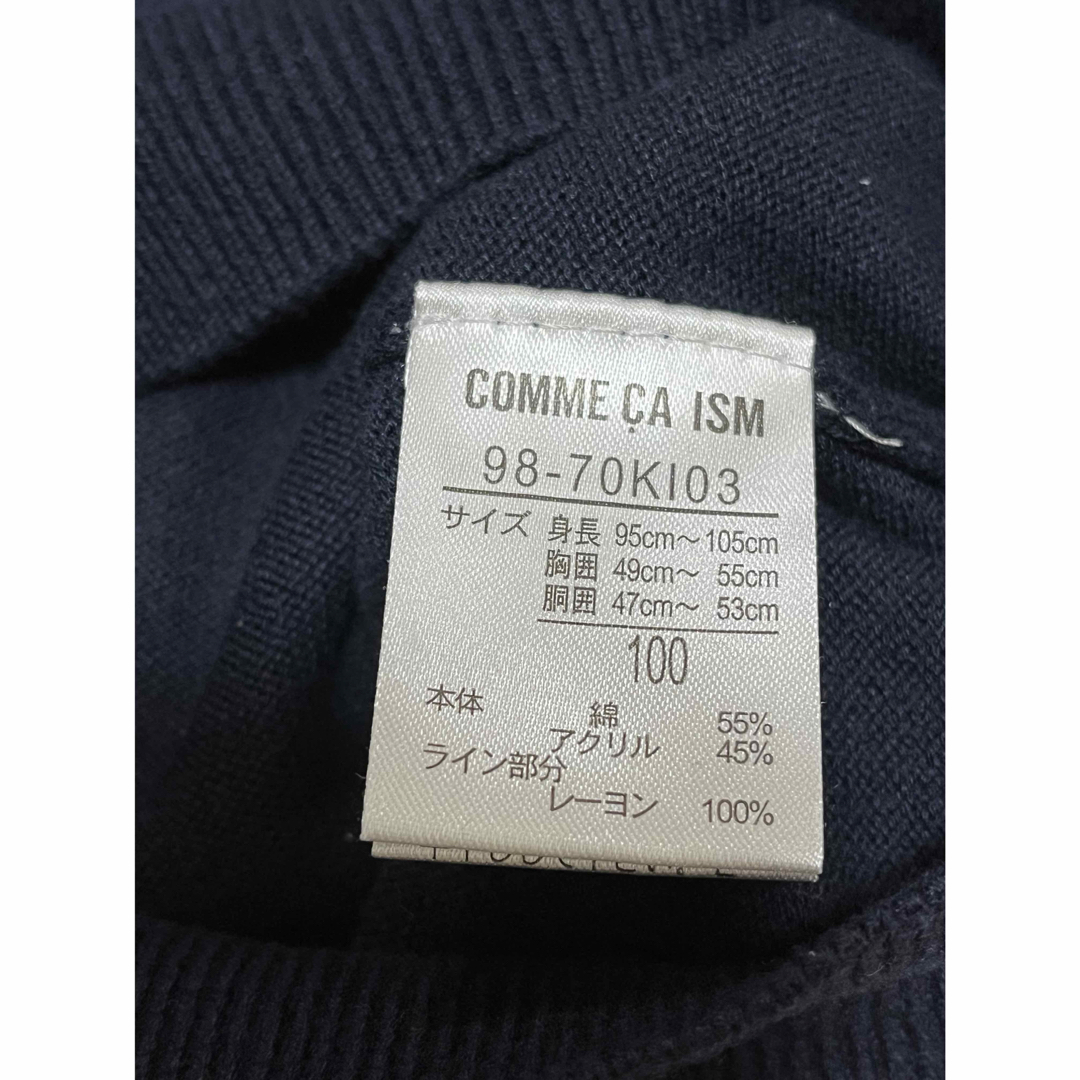 COMME ÇA ISM
98-70KI03
サイズ 身長 95cm～105cm
胸囲 49cm～ 55cm
胴囲 47cm～ 53cm
100
本体 綿 55%
アクリル 45%
ライン部分
レーヨン 100%